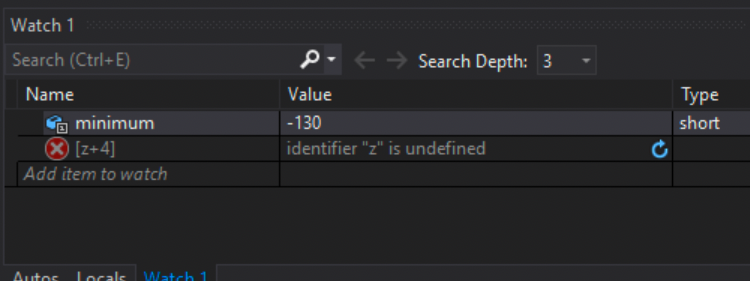 Watch 1
Search (Ctrl+E) Search Depth: 3
Name Value Type
minimum -130 short
[z+4] identifier "z" is undefined
Add item to watch
Autos Locals Watch 1